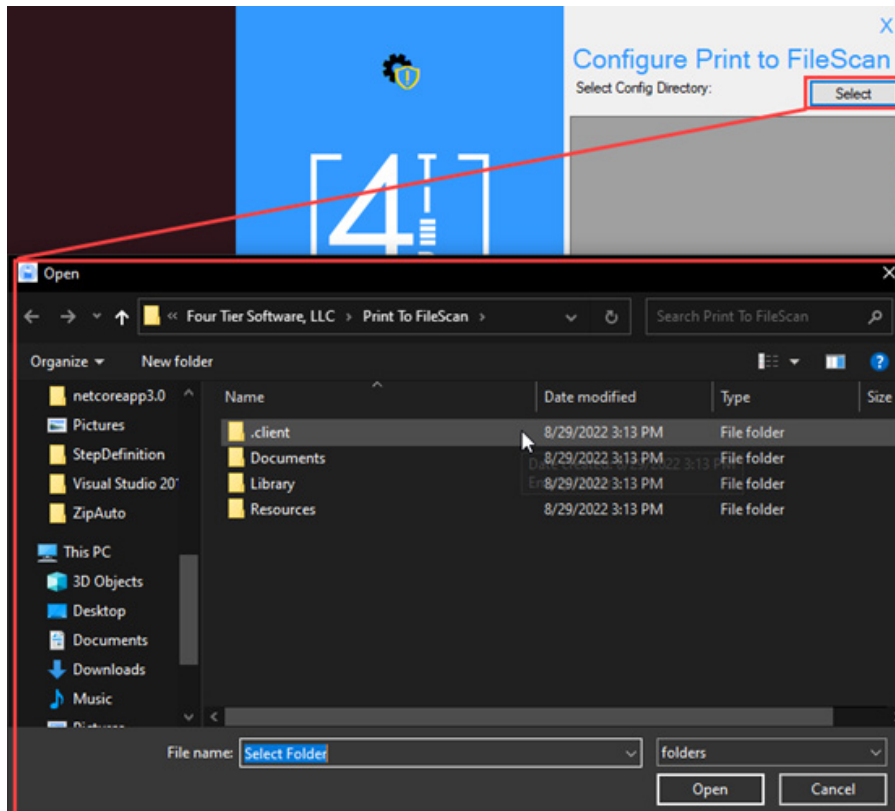 X
Configure Print to FileScan
Select Config Directory:
Select
4
Open
« Four Tier Software, LLC > Print To FileScan >
Search Print To FileScan
Organize
New folder
Name
Date modified
Type
Size
netcoreapp3.0
Pictures
StepDefinition
Visual Studio 20
ZipAuto
This PC
3D Objects
Desktop
Documents
Downloads
Music
.client 8/29/2022 3:13 PM File folder
Documents 8/29/2022 3:13 PM File folder
Library 8/29/2022 3:13 PM File folder
Resources 8/29/2022 3:13 PM File folder
File name: Select Folder
folders
Open
Cancel